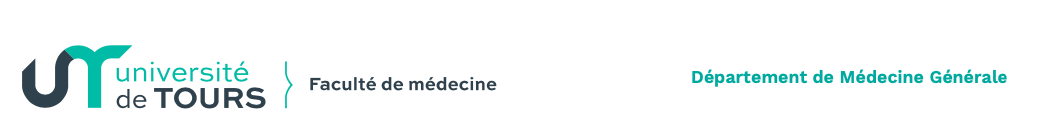 université
de TOURS
Faculté de médecine
Département de Médecine Générale